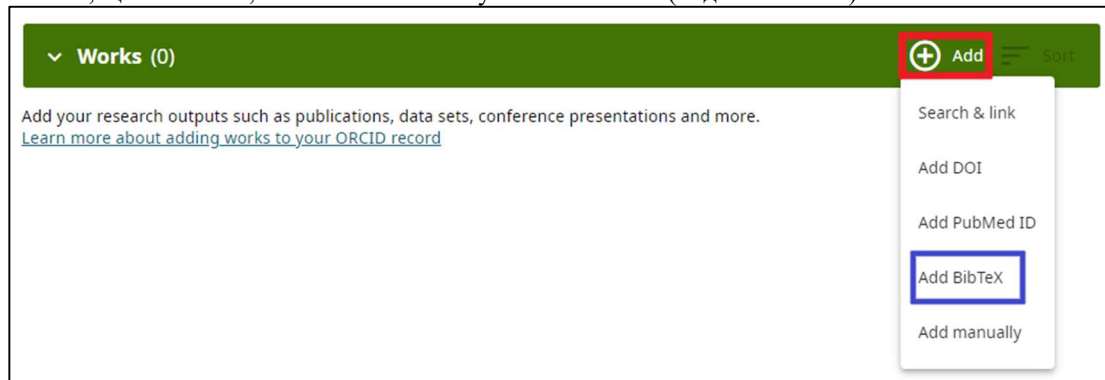 Works (0)
Add
Sort
Add your research outputs such as publications, data sets, conference presentations and more.
Learn more about adding works to your ORCID record
Search & link
Add DOI
Add PubMed ID
Add BibTeX
Add manually